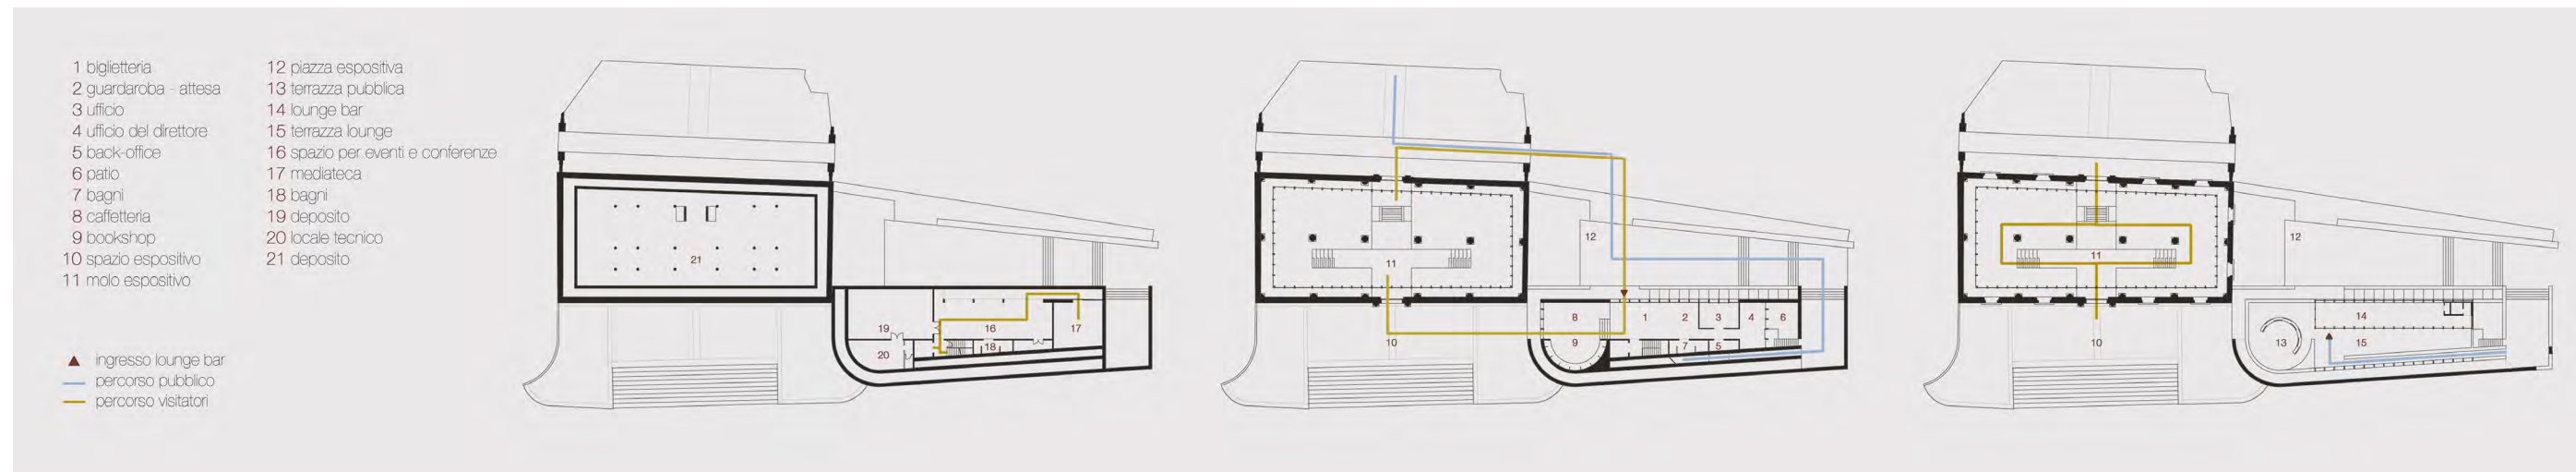 1 biglietteria
2 guardaroba - attesa
3 ufficio
4 ufficio del direttore
5 back-office
6 patio
7 bagni
8 caffetteria
9 bookshop
10 spazio espositivo
11 molo espositivo
12 piazza espositiva
13 terrazza pubblica
14 lounge bar
15 terrazza lounge
16 spazio per eventi e conferenze
17 mediateca
18 bagni
19 deposito
20 locale tecnico
21 deposito
ingresso lounge bar
percorso pubblico
percorso visitatori
21
19
16
17
20
18
12
11
8
1
2
3
4
6
10
9
7
5
12
11
14
10
13
15